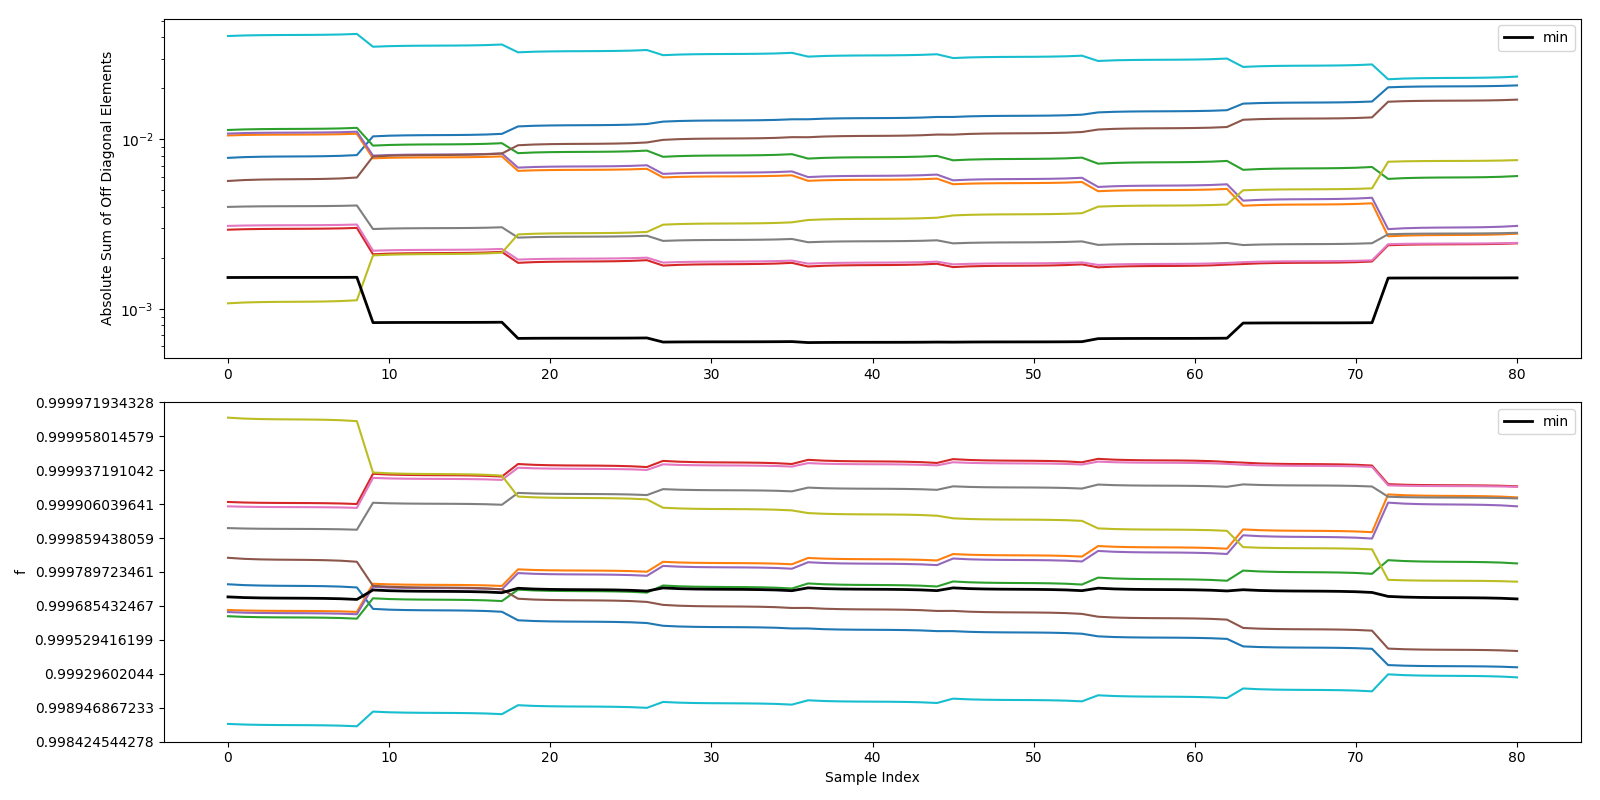 Absolute Sum of Off Diagonal Elements
10^{-2}
10^{-3}
min
0 10 20 30 40 50 60 70 80
f
0.999971934328
0.999958014579
0.999937191042
0.999906039641
0.999859438059
0.999789723461
0.999685432467
0.999529416199
0.99929602044
0.998946867233
0.998424544278
min
0 10 20 30 40 50 60 70 80
Sample Index